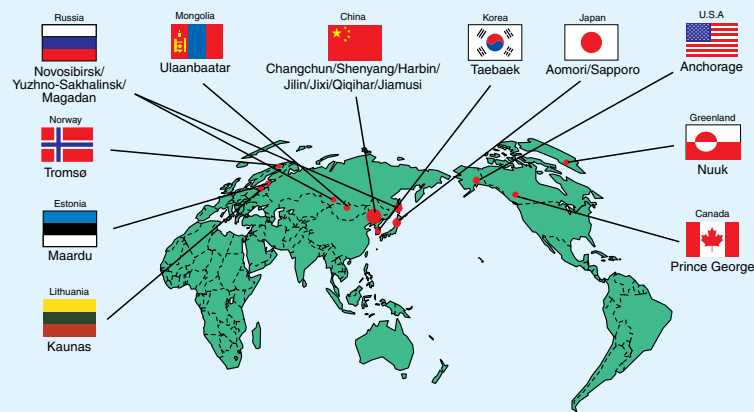 Russia
Novosibirsk/
Yuzhno-Sakhalinsk/
Magadan
Mongolia
Ulaanbaatar
China
Changchun/Shenyang/Harbin/
Jilin/Jixi/Qiqihar/Jiamusi
Korea
Taebaek
Japan
Aomori/Sapporo
U.S.A
Anchorage
Norway
Tromsø
Greenland
Nuuk
Estonia
Maardu
Canada
Prince George
Lithuania
Kaunas